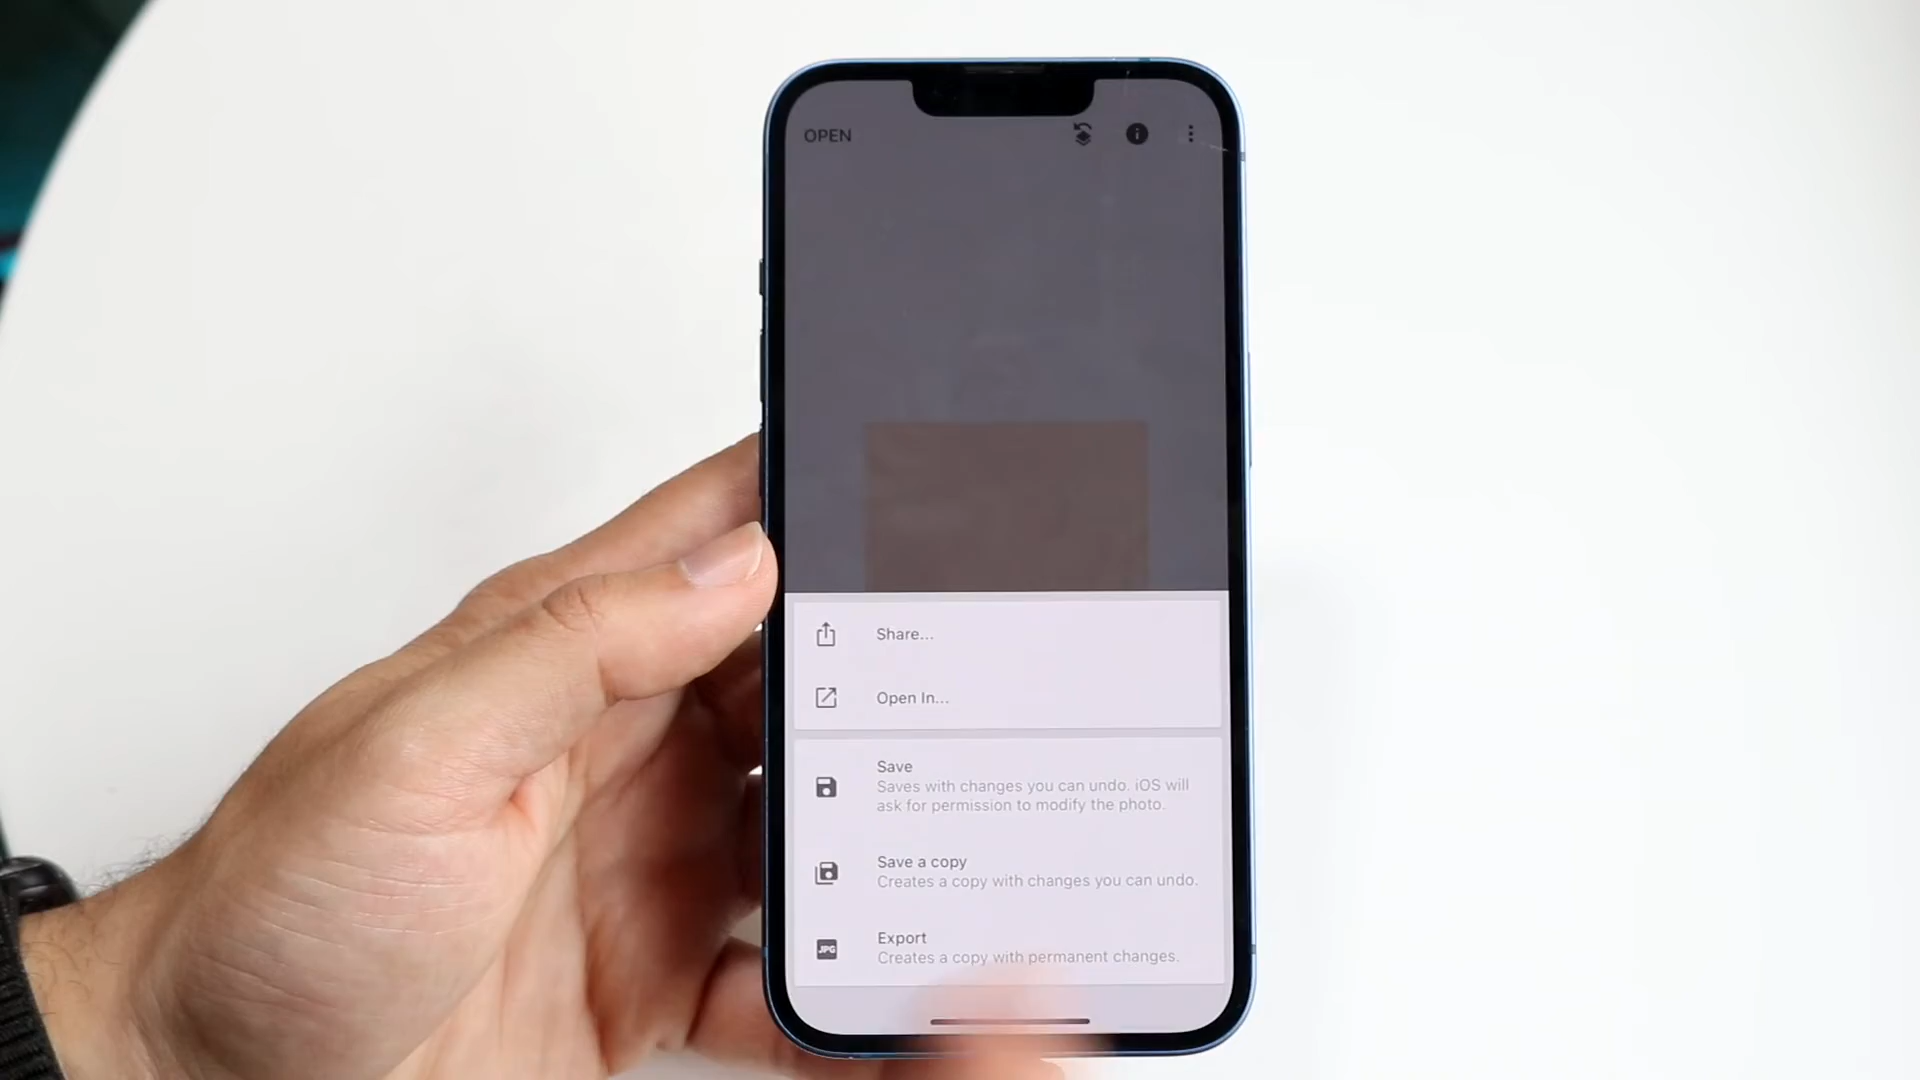 OPEN
Share...
Open In...
Save
Saves with changes you can undo. iOS will
ask for permission to modify the photo.
Save a copy
Creates a copy with changes you can undo.
JPG
Export
Creates a copy with permanent changes.